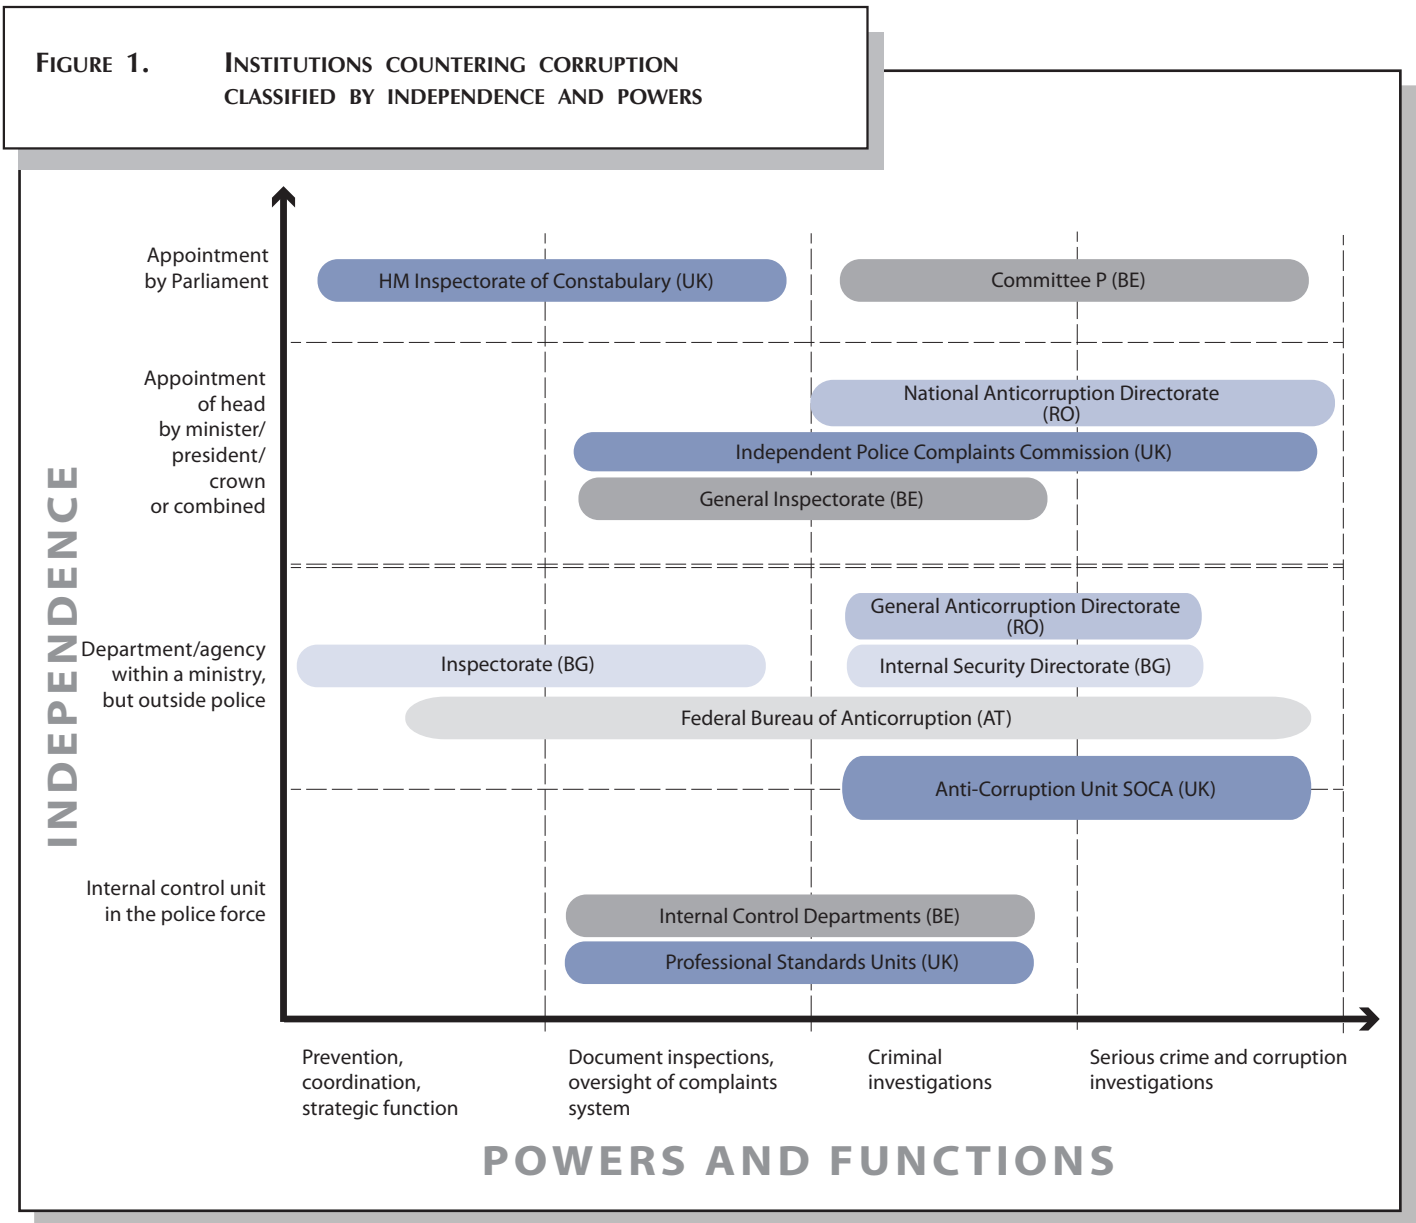 FIGURE 1. INSTITUTIONS COUNTERING CORRUPTION
CLASSIFIED BY INDEPENDENCE AND POWERS
INDEPENDENCE
Appointment
by Parliament
HM Inspectorate of Constabulary (UK)
Committee P (BE)
Appointment
of head
by minister/
president/
crown
or combined
National Anticorruption Directorate
(RO)
Independent Police Complaints Commission (UK)
General Inspectorate (BE)
Department/agency
within a ministry,
but outside police
General Anticorruption Directorate
(RO)
Inspectorate (BG)
Internal Security Directorate (BG)
Federal Bureau of Anticorruption (AT)
Anti-Corruption Unit SOCA (UK)
Internal control unit
in the police force
Internal Control Departments (BE)
Professional Standards Units (UK)
Prevention,
coordination,
strategic function
Document inspections,
oversight of complaints
system
Criminal
investigations
Serious crime and corruption
investigations
POWERS AND FUNCTIONS